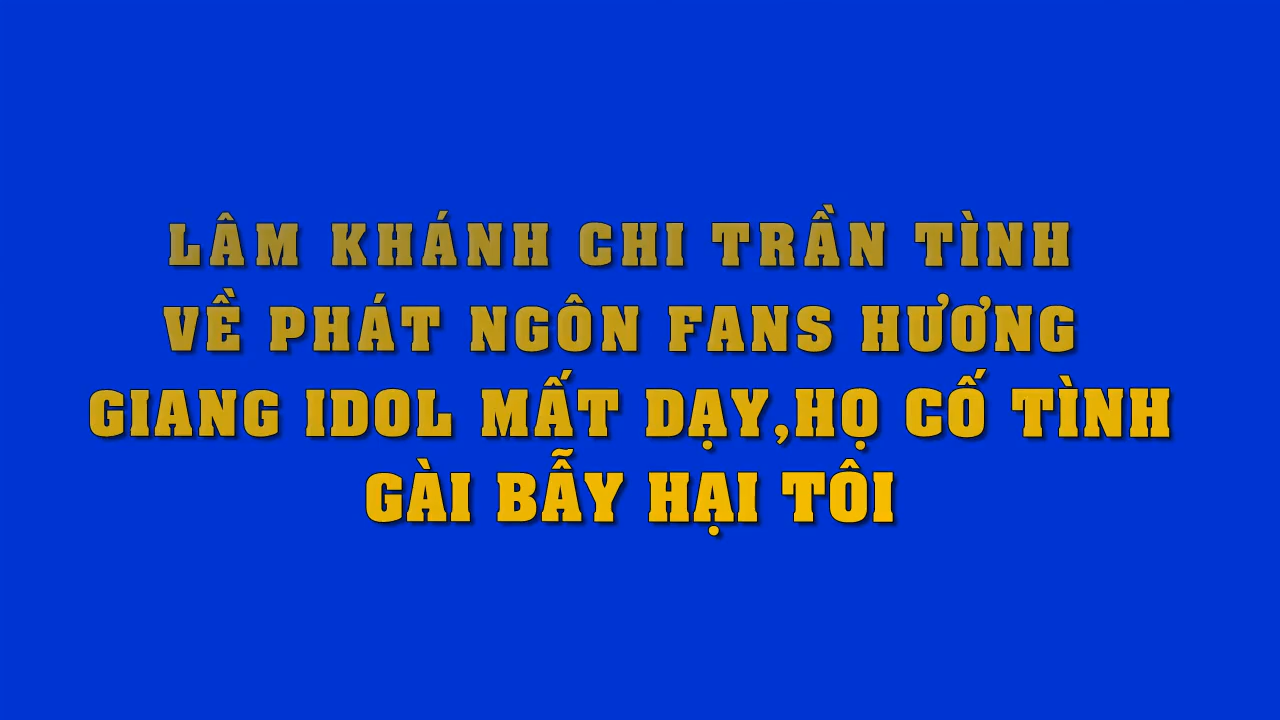 LÂM KHÁNH CHI TRẦN TÌNH
VỀ PHÁT NGÔN FANS HƯƠNG
GIANG IDOL MẤT DẠY,HỌ CỐ TÌNH
GÀI BẪY HẠI TÔI